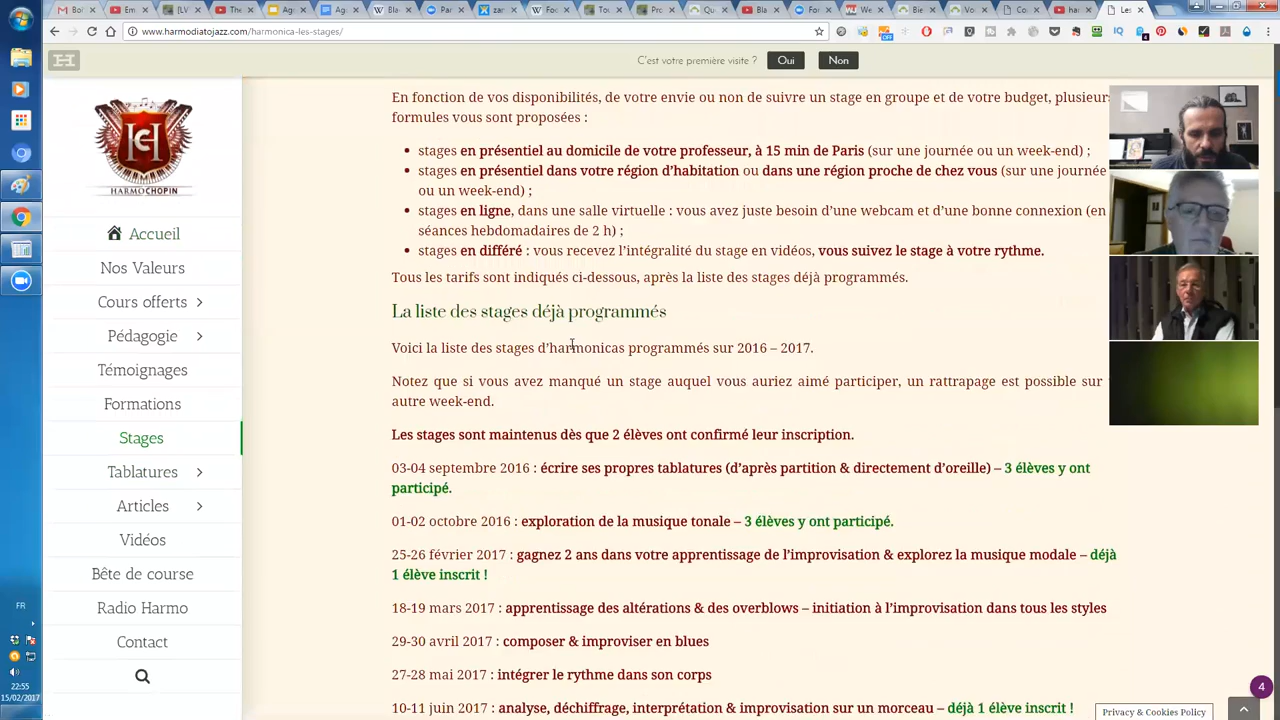 www.harmodiatojazz.com/harmonica-les-stages/
C'est votre première visite ? Oui Non
HARMOCHOPIN
Accueil
Nos Valeurs
Cours offerts
Pédagogie
Témoignages
Formations
Stages
Tablatures
Articles
Vidéos
Bête de course
Radio Harmo
Contact
En fonction de vos disponibilités, de votre envie ou non de suivre un stage en groupe et de votre budget, plusieurs
formules vous sont proposées :
stages en présentiel au domicile de votre professeur, à 15 min de Paris (sur une journée ou un week-end) ;
stages en présentiel dans votre région d'habitation ou dans une région proche de chez vous (sur une journée
ou un week-end) ;
stages en ligne, dans une salle virtuelle : vous avez juste besoin d'une webcam et d'une bonne connexion (en
séances hebdomadaires de 2 h) ;
stages en différé : vous recevez l'intégralité du stage en vidéos, vous suivez le stage à votre rythme.
Tous les tarifs sont indiqués ci-dessous, après la liste des stages déjà programmés.
La liste des stages déjà programmés
Voici la liste des stages d'harmonicas programmés sur 2016 – 2017.
Notez que si vous avez manqué un stage auquel vous auriez aimé participer, un rattrapage est possible sur
autre week-end.
Les stages sont maintenus dès que 2 élèves ont confirmé leur inscription.
03-04 septembre 2016 : écrire ses propres tablatures (d'après partition & directement d'oreille) – 3 élèves y ont
participé.
01-02 octobre 2016 : exploration de la musique tonale – 3 élèves y ont participé.
25-26 février 2017 : gagnez 2 ans dans votre apprentissage de l'improvisation & explorez la musique modale – déjà
1 élève inscrit !
18-19 mars 2017 : apprentissage des altérations & des overblows – initiation à l'improvisation dans tous les styles
29-30 avril 2017 : composer & improviser en blues
27-28 mai 2017 : intégrer le rythme dans son corps
10-11 juin 2017 : analyse, déchiffrage, interprétation & improvisation sur un morceau – déjà 1 élève inscrit !
4
Privacy & Cookies Policy
FR
22:55
15/02/2017